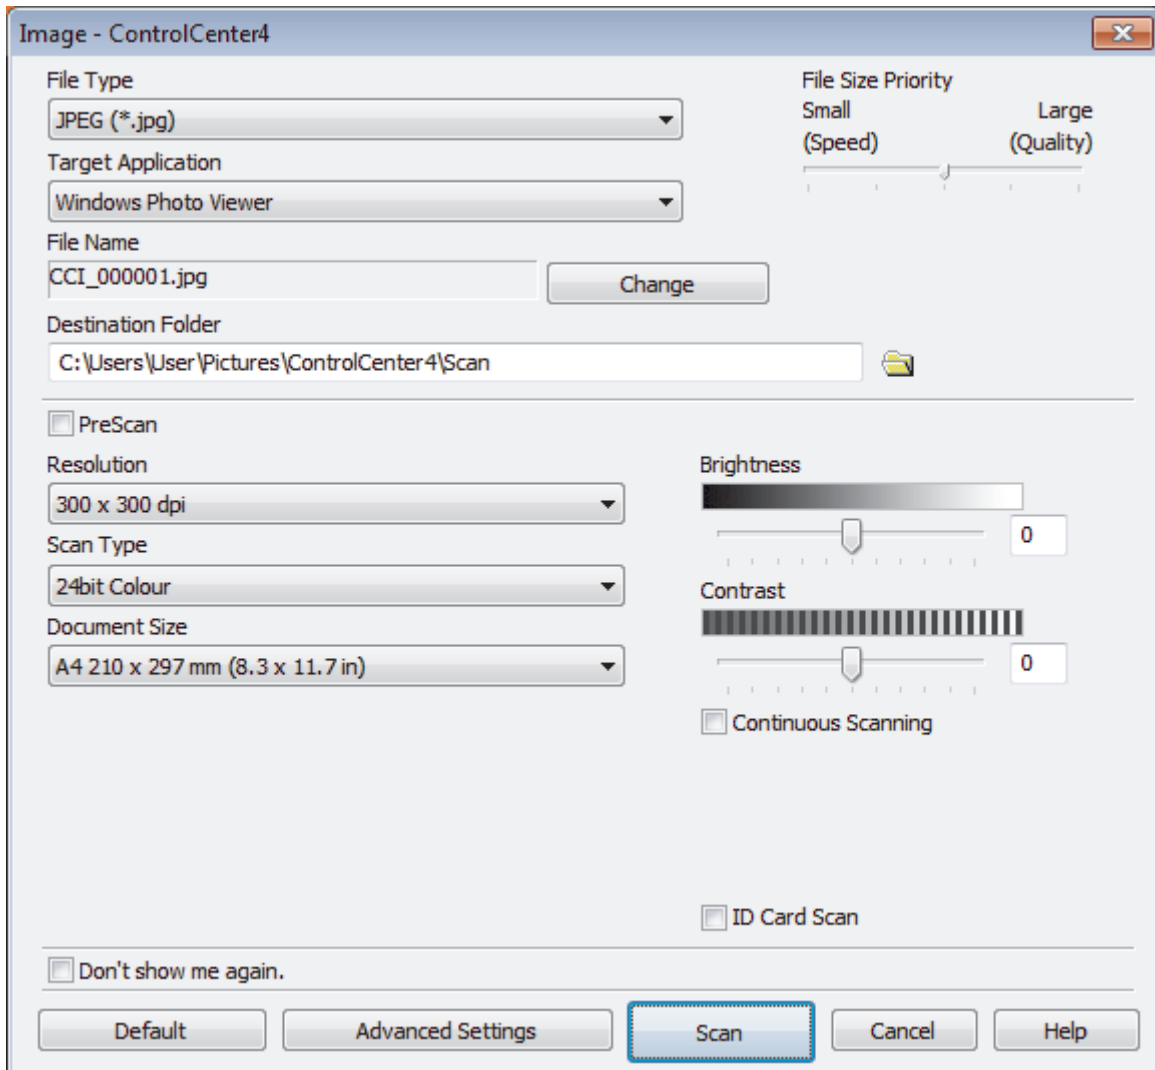 Image - ControlCenter4
File Type
JPEG (*.jpg)
Target Application
Windows Photo Viewer
File Name
CCI_000001.jpg
Change
Destination Folder
C:\Users\User\Pictures\ControlCenter4\Scan
File Size Priority
Small Large
(Speed) (Quality)
PreScan
Resolution
300 x 300 dpi
Scan Type
24bit Colour
Document Size
A4 210 x 297 mm (8.3 x 11.7 in)
Brightness
0
Contrast
0
Continuous Scanning
ID Card Scan
Don't show me again.
Default Advanced Settings Scan Cancel Help